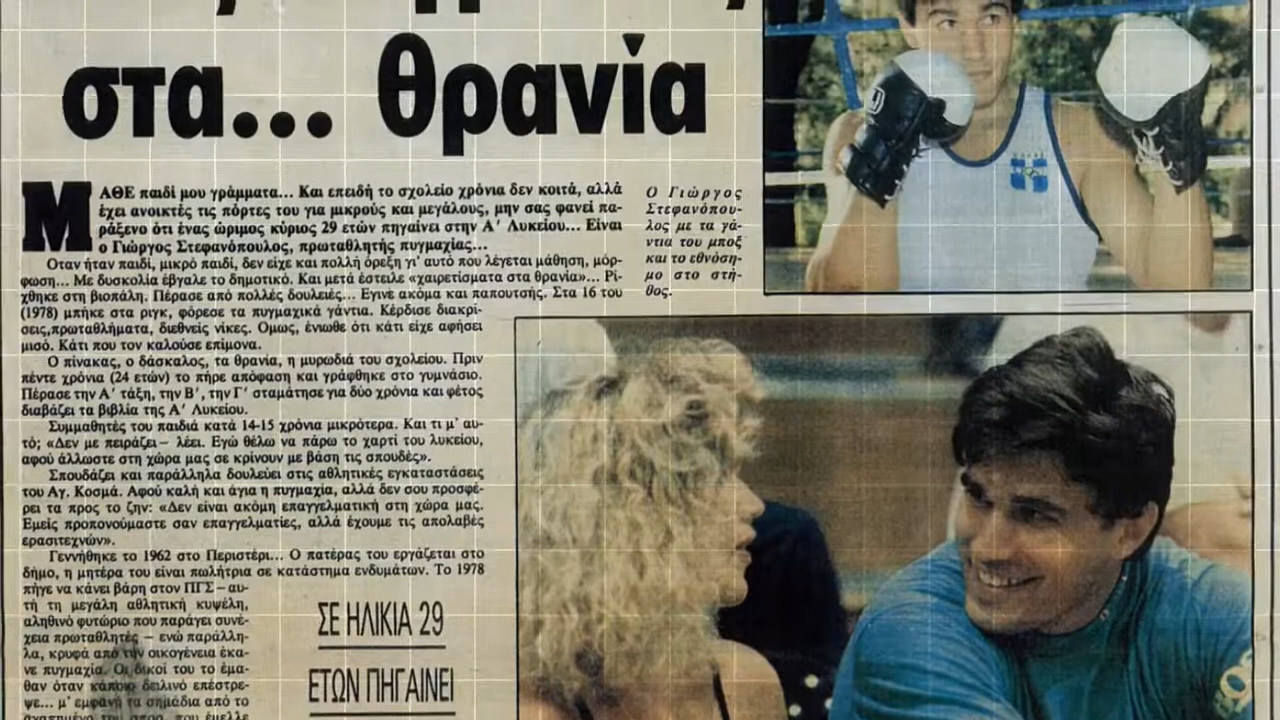 στα... θρανία
ΜΑΘΕ παιδί μου γράμματα... Και επειδή το σχολείο χρόνια δεν κοιτά, αλλά
έχει ανοικτές τις πόρτες του για μικρούς και μεγάλους, μην σας φανεί πα-
ράξενο ότι ένας ώριμος κύριος 29 ετών πηγαίνει στην Α' Λυκείου... Είναι
ο Γιώργος Στεφανόπουλος, πρωταθλητής πυγμαχίας...
Οταν ήταν παιδί, μικρό παιδί, δεν είχε και πολλή όρεξη γι' αυτό που λέγεται μάθηση, μόρ-
φωση... Με δυσκολία έβγαλε το δημοτικό. Και μετά έστειλε «χαιρετίσματα στα θρανία»... Ρί-
χθηκε στη βιοπάλη. Πέρασε από πολλές δουλειές... Εγινε ακόμα και παπουτσής. Στα 16 του
(1978) μπήκε στα ριγκ, φόρεσε τα πυγμαχικά γάντια. Κέρδισε διακρί-
σεις,πρωταθλήματα, διεθνείς νίκες. Ομως, ένιωθε ότι κάτι είχε αφήσει
μισό. Κάτι που τον καλούσε επίμονα.
Ο πίνακας, ο δάσκαλος, τα θρανία, η μυρωδιά του σχολείου. Πριν
πέντε χρόνια (24 ετών) το πήρε απόφαση και γράφθηκε στο γυμνάσιο.
Πέρασε την Α' τάξη, την Β', την Γ' σταμάτησε για δύο χρόνια και φέτος
διαβάζει τα βιβλία της Α' Λυκείου.
Συμμαθητές του παιδιά κατά 14-15 χρόνια μικρότερα. Και τι μ' αυ-
τό; «Δεν με πειράζει – λέει. Εγώ θέλω να πάρω το χαρτί του λυκείου,
αφού άλλωστε στη χώρα μας σε κρίνουν με βάση τις σπουδές».
Σπουδάζει και παράλληλα δουλεύει στις αθλητικές εγκαταστάσεις
του Αγ. Κοσμά. Αφού καλή και άγια η πυγμαχία, αλλά δεν σου προσφέ-
ρει τα προς το ζην: «Δεν είναι ακόμη επαγγελματική στη χώρα μας.
Εμείς προπονούμαστε σαν επαγγελματίες, αλλά έχουμε τις απολαβές
ερασιτεχνών».
Γεννήθηκε το 1962 στο Περιστέρι... Ο πατέρας του εργάζεται στο
δήμο, η μητέρα του είναι πωλήτρια σε κατάστημα ενδυμάτων. Το 1978
πήγε να κάνει βάρη στον ΠΓΣ – αυ-
τή τη μεγάλη αθλητική κυψέλη,
αληθινό φυτώριο που παράγει συνέ-
χεια πρωταθλητές – ενώ παράλλη-
λα, κρυφά από την οικογένεια έκα-
νε πυγμαχία. Οι δικοί του το έμα-
θαν όταν κάποιο δειλινό επέστρε-
ψε... μ' εμφανή τα σημάδια από το
αγαπημένο του σπορ, που έμελλε
Ο Γιώργος
Στεφανόπου-
λος με τα γά-
ντια του μποξ
και το εθνόση-
μο στο στή-
θος.
ΣΕ ΗΛΙΚΙΑ 29
ΕΤΩΝ ΠΗΓΑΙΝΕΙ